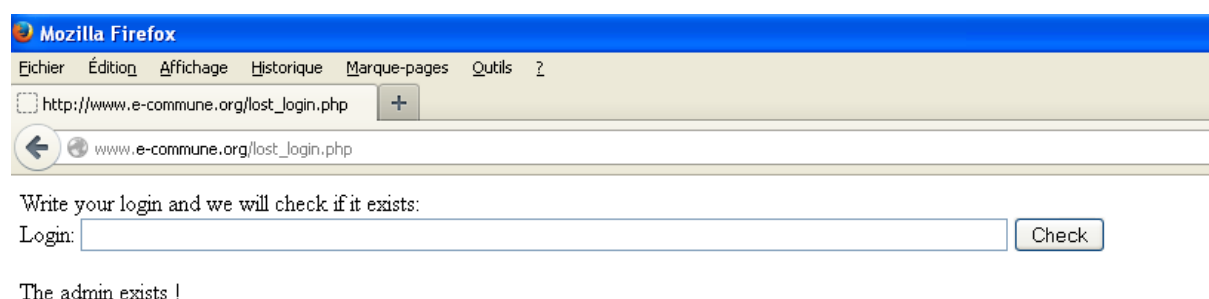 Mozilla Firefox
Fichier Édition Affichage Historique Marque-pages Outils ?
http://www.e-commune.org/lost_login.php +
www.e-commune.org/lost_login.php
Write your login and we will check if it exists:
Login: Check
The admin exists !